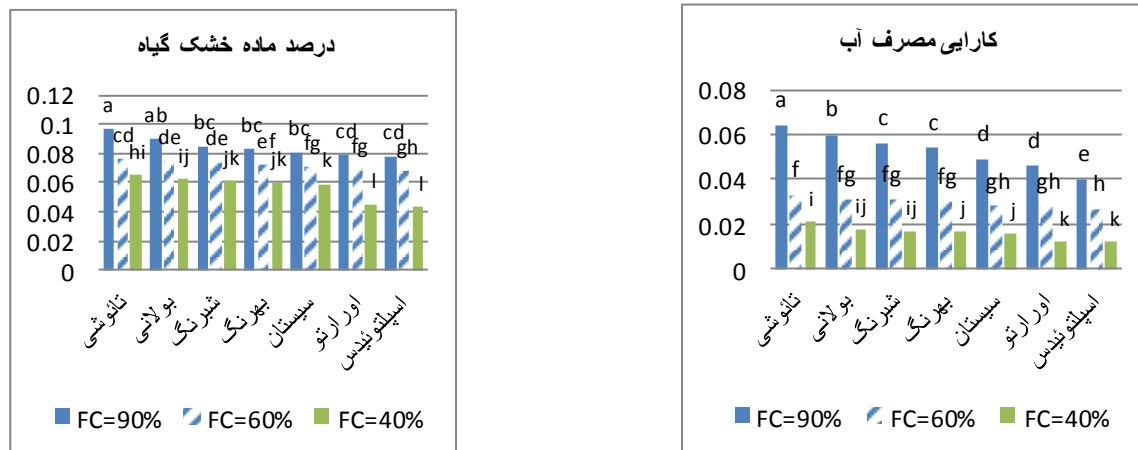 درصد ماده خشک گیاه
0.12
0.1
0.08
0.06
0.04
0.02
0
a ab bc bc bc cd cd
cd de de ef fg fg gh
hi ij jk jk k l l
تائوشی بولانی شبرنگ بهرنگ سیستان اورارتو اسپلتوئیدس
FC=90% FC=60% FC=40%
کارایی مصرف آب
0.08
0.06
0.04
0.02
0
a b c c d d e
f fg fg fg gh gh h
i ij ij j j k k
تائوشی بولانی شبرنگ بهرنگ سیستان اورارتو اسپلتوئیدس
FC=90% FC=60% FC=40%